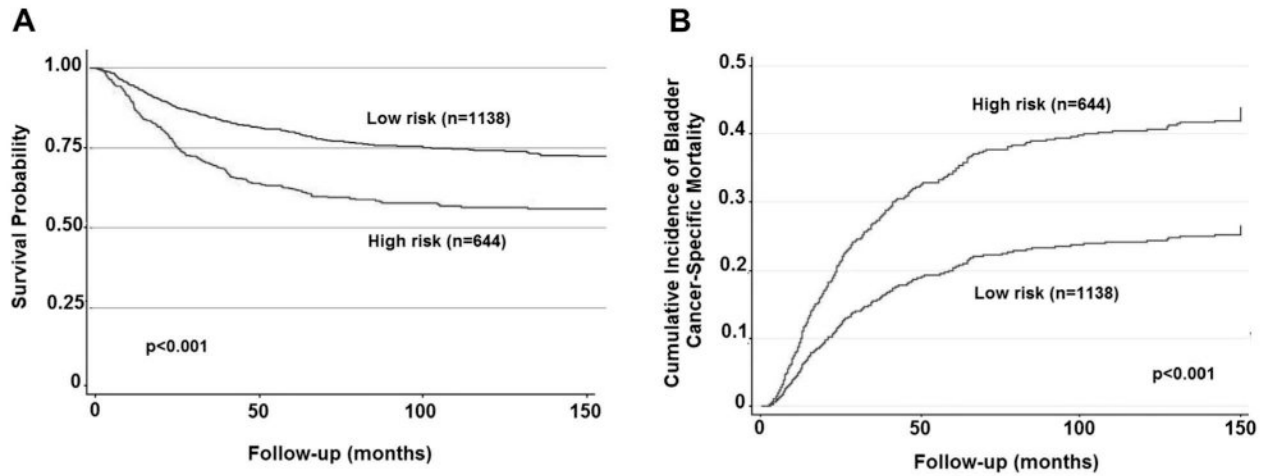 A
1.00
0.75
0.50
0.25
0
Survival Probability
Low risk (n=1138)
High risk (n=644)
p<0.001
0 50 150
Follow-up (months)
B
0.5
0.4
0.3
0.2
0.1
0
Cumulative Incidence of Bladder
Cancer-Specific Mortality
High risk (n=644)
Low risk (n=1138)
p<0.001
0 50 100 150
Follow-up (months)